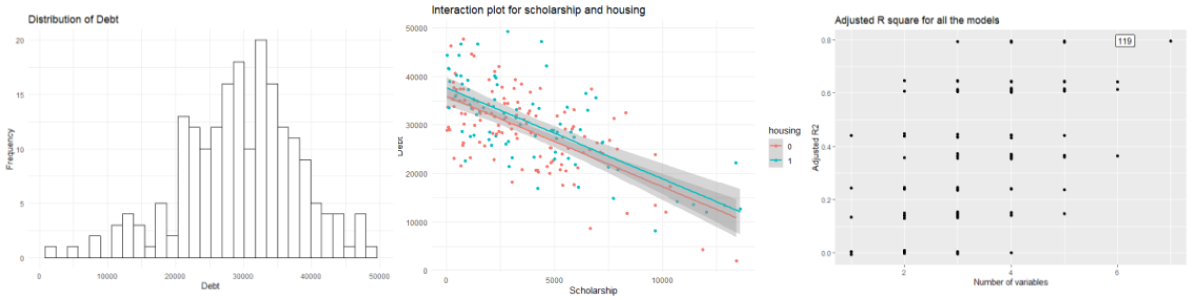 Distribution of Debt
Frequency
20
15
10
5
0
0 10000 20000 30000 40000 50000
Debt
Interaction plot for scholarship and housing
Debt
50000
40000
30000
20000
10000
0
0 5000 10000
Scholarship
housing
0
1
Adjusted R square for all the models
Adjusted R2
0.8
0.6
0.4
0.2
0.0
119
2 4 6
Number of variables